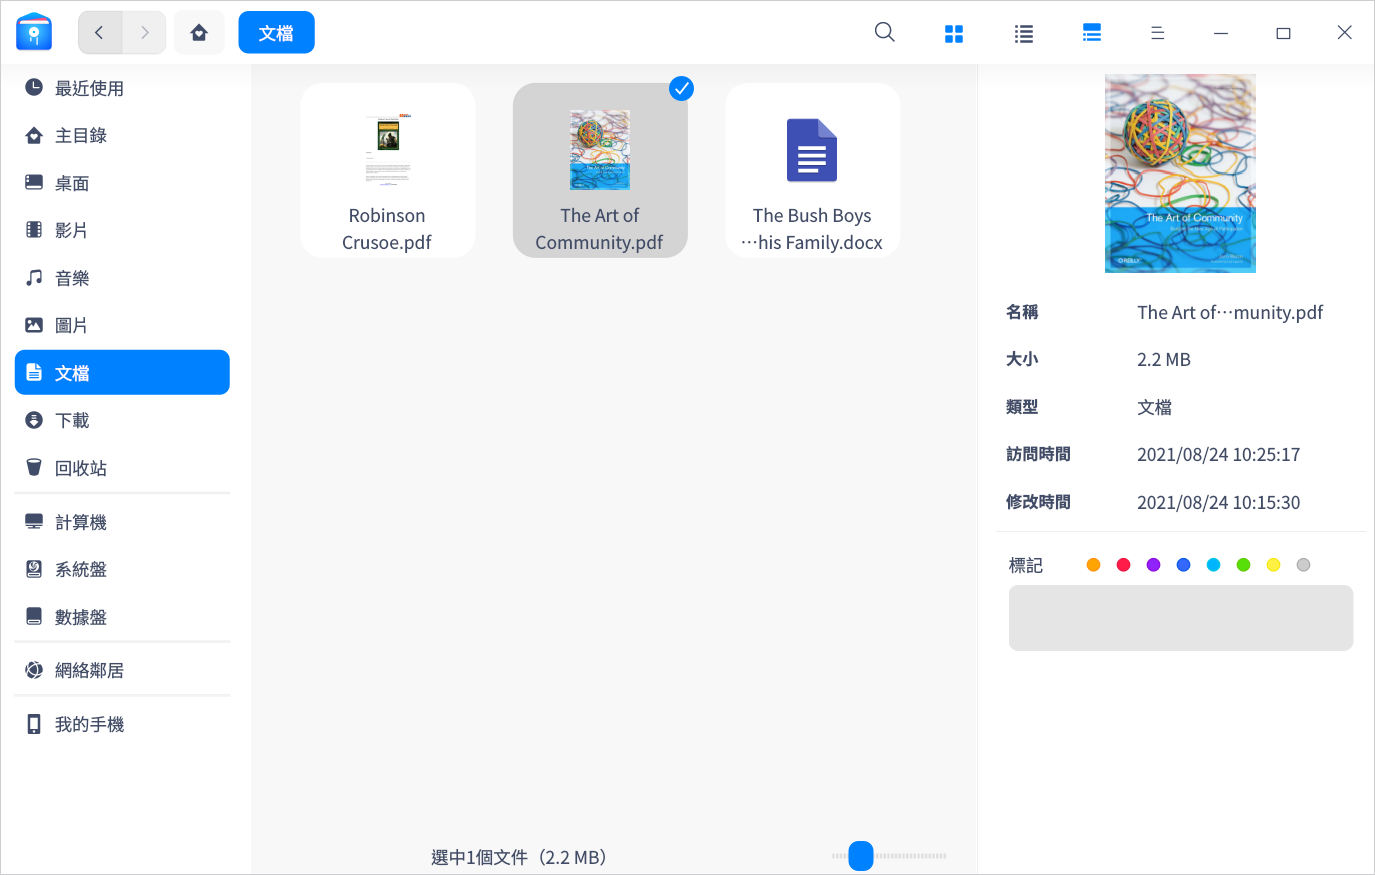 文檔
最近使用
主目錄
桌面
影片
音樂
圖片
文檔
下載
回收站
計算機
系統盤
數據盤
網絡鄰居
我的手機
Robinson
Crusoe.pdf
The Art of
Community.pdf
The Bush Boys
…his Family.docx
The Art of Community
O'REILLY
名稱
The Art of…munity.pdf
大小
2.2 MB
類型
文檔
訪問時間
2021/08/24 10:25:17
修改時間
2021/08/24 10:15:30
標記
選中1個文件（2.2 MB）